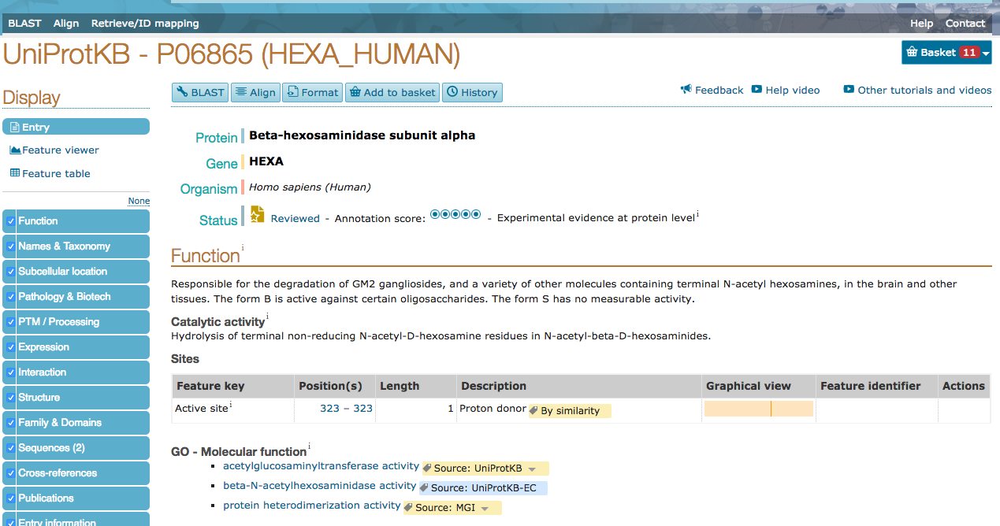 BLAST Align Retrieve/ID mapping Help Contact
UniProtKB - P06865 (HEXA_HUMAN)
Basket 11
Display
BLAST Align Format Add to basket History Feedback Help video Other tutorials and videos
Entry
Feature viewer
Feature table
None
Function
Names & Taxonomy
Subcellular location
Pathology & Biotech
PTM / Processing
Expression
Interaction
Structure
Family & Domains
Sequences (2)
Cross-references
Publications
Entry information
Protein Beta-hexosaminidase subunit alpha
Gene HEXA
Organism Homo sapiens (Human)
Status Reviewed - Annotation score: - Experimental evidence at protein level i
Function i
Responsible for the degradation of GM2 gangliosides, and a variety of other molecules containing terminal N-acetyl hexosamines, in the brain and other
tissues. The form B is active against certain oligosaccharides. The form S has no measurable activity.
Catalytic activity i
Hydrolysis of terminal non-reducing N-acetyl-D-hexosamine residues in N-acetyl-beta-D-hexosaminides.
Sites
Feature key Position(s) Length Description Graphical view Feature identifier Actions
Active site i 323 – 323 1 Proton donor By similarity
GO - Molecular function i
acetylglucosaminyltransferase activity Source: UniProtKB
beta-N-acetylhexosaminidase activity Source: UniProtKB-EC
protein heterodimerization activity Source: MGI